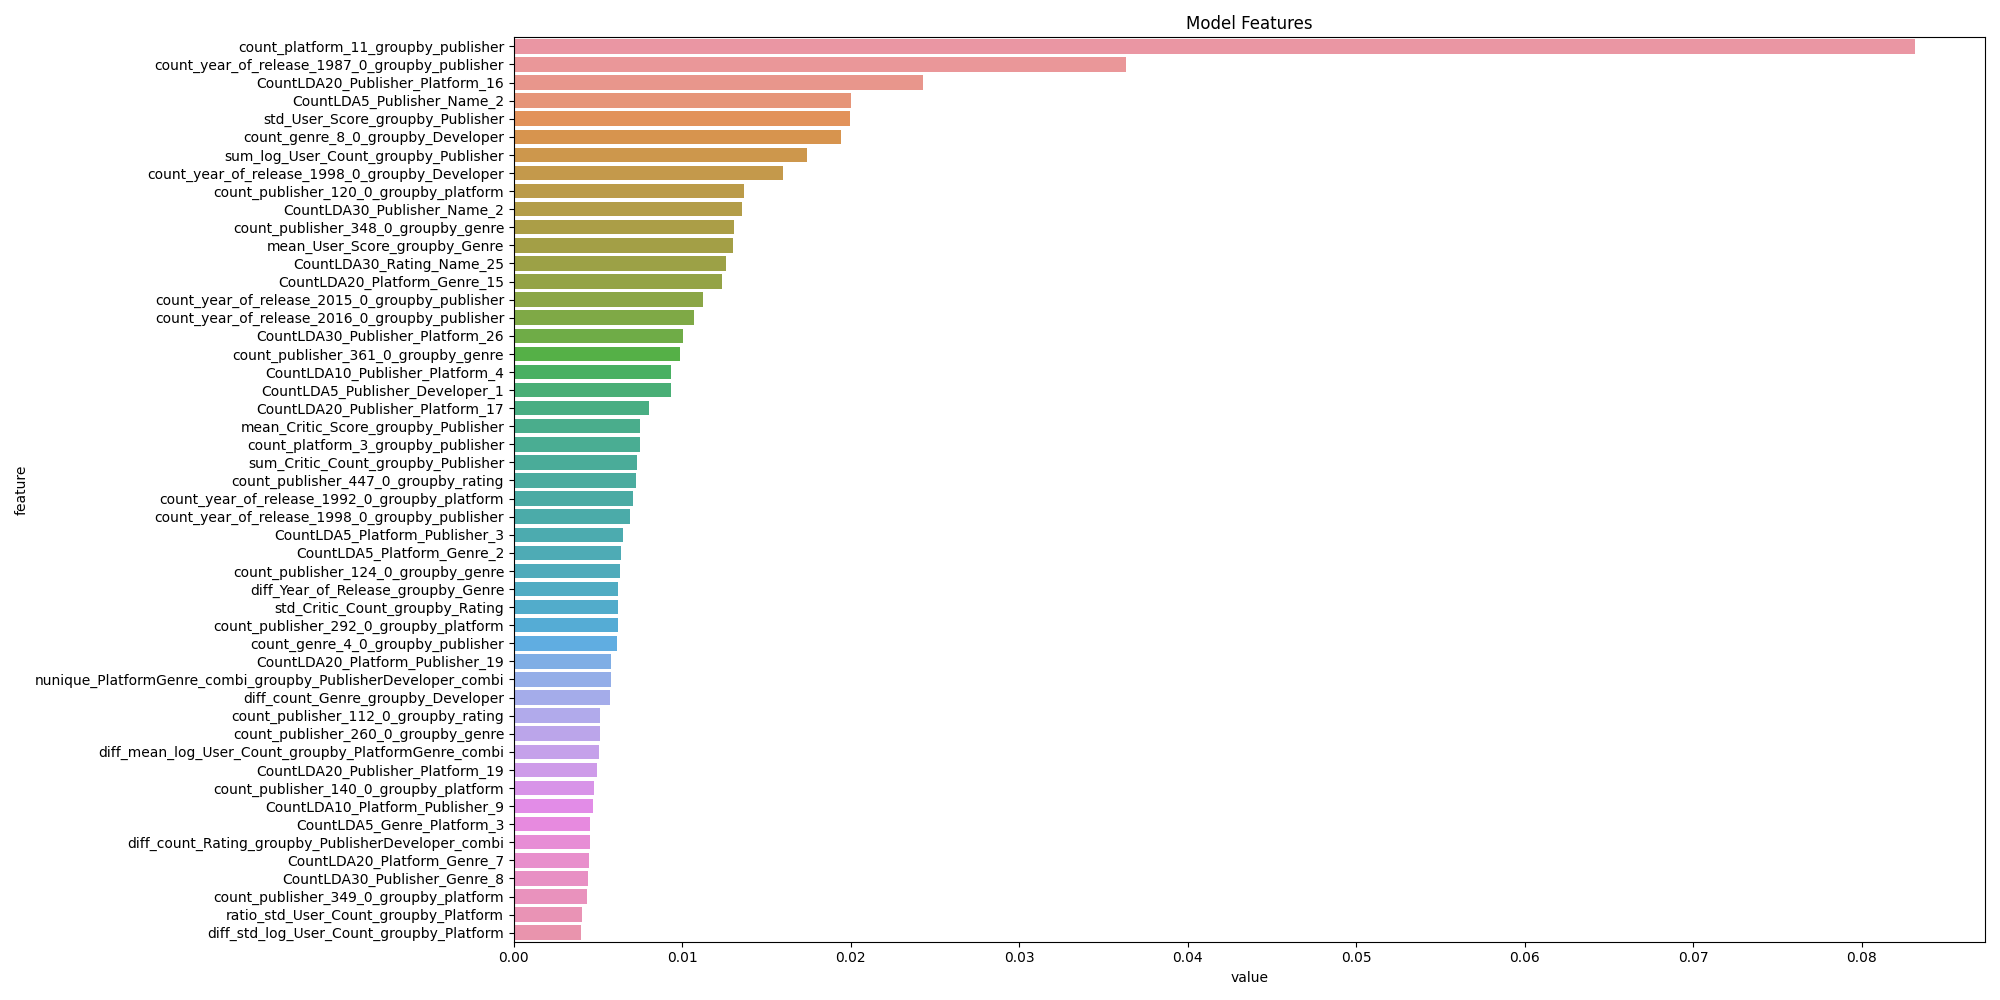 Model Features
count_platform_11_groupby_publisher
count_year_of_release_1987_0_groupby_publisher
CountLDA20_Publisher_Platform_16
CountLDA5_Publisher_Name_2
std_User_Score_groupby_Publisher
count_genre_8_0_groupby_Developer
sum_log_User_Count_groupby_Publisher
count_year_of_release_1998_0_groupby_Developer
count_publisher_120_0_groupby_platform
CountLDA30_Publisher_Name_2
count_publisher_348_0_groupby_genre
mean_User_Score_groupby_Genre
CountLDA30_Rating_Name_25
CountLDA20_Platform_Genre_15
count_year_of_release_2015_0_groupby_publisher
count_year_of_release_2016_0_groupby_publisher
CountLDA30_Publisher_Platform_26
count_publisher_361_0_groupby_genre
CountLDA10_Publisher_Platform_4
CountLDA5_Publisher_Developer_1
CountLDA20_Publisher_Platform_17
mean_Critic_Score_groupby_Publisher
count_platform_3_groupby_publisher
sum_Critic_Count_groupby_Publisher
count_publisher_447_0_groupby_rating
count_year_of_release_1992_0_groupby_platform
count_year_of_release_1998_0_groupby_publisher
CountLDA5_Platform_Publisher_3
CountLDA5_Platform_Genre_2
count_publisher_124_0_groupby_genre
diff_Year_of_Release_groupby_Genre
std_Critic_Count_groupby_Rating
count_publisher_292_0_groupby_platform
count_genre_4_0_groupby_publisher
CountLDA20_Platform_Publisher_19
nunique_PlatformGenre_combi_groupby_PublisherDeveloper_combi
diff_count_Genre_groupby_Developer
count_publisher_112_0_groupby_rating
count_publisher_260_0_groupby_genre
diff_mean_log_User_Count_groupby_PlatformGenre_combi
CountLDA20_Publisher_Platform_19
count_publisher_140_0_groupby_platform
CountLDA10_Platform_Publisher_9
CountLDA5_Genre_Platform_3
diff_count_Rating_groupby_PublisherDeveloper_combi
CountLDA20_Platform_Genre_7
CountLDA30_Publisher_Genre_8
count_publisher_349_0_groupby_platform
ratio_std_User_Count_groupby_Platform
diff_std_log_User_Count_groupby_Platform
feature
0.00 0.01 0.02 0.03 0.04 0.05 0.06 0.07 0.08
value